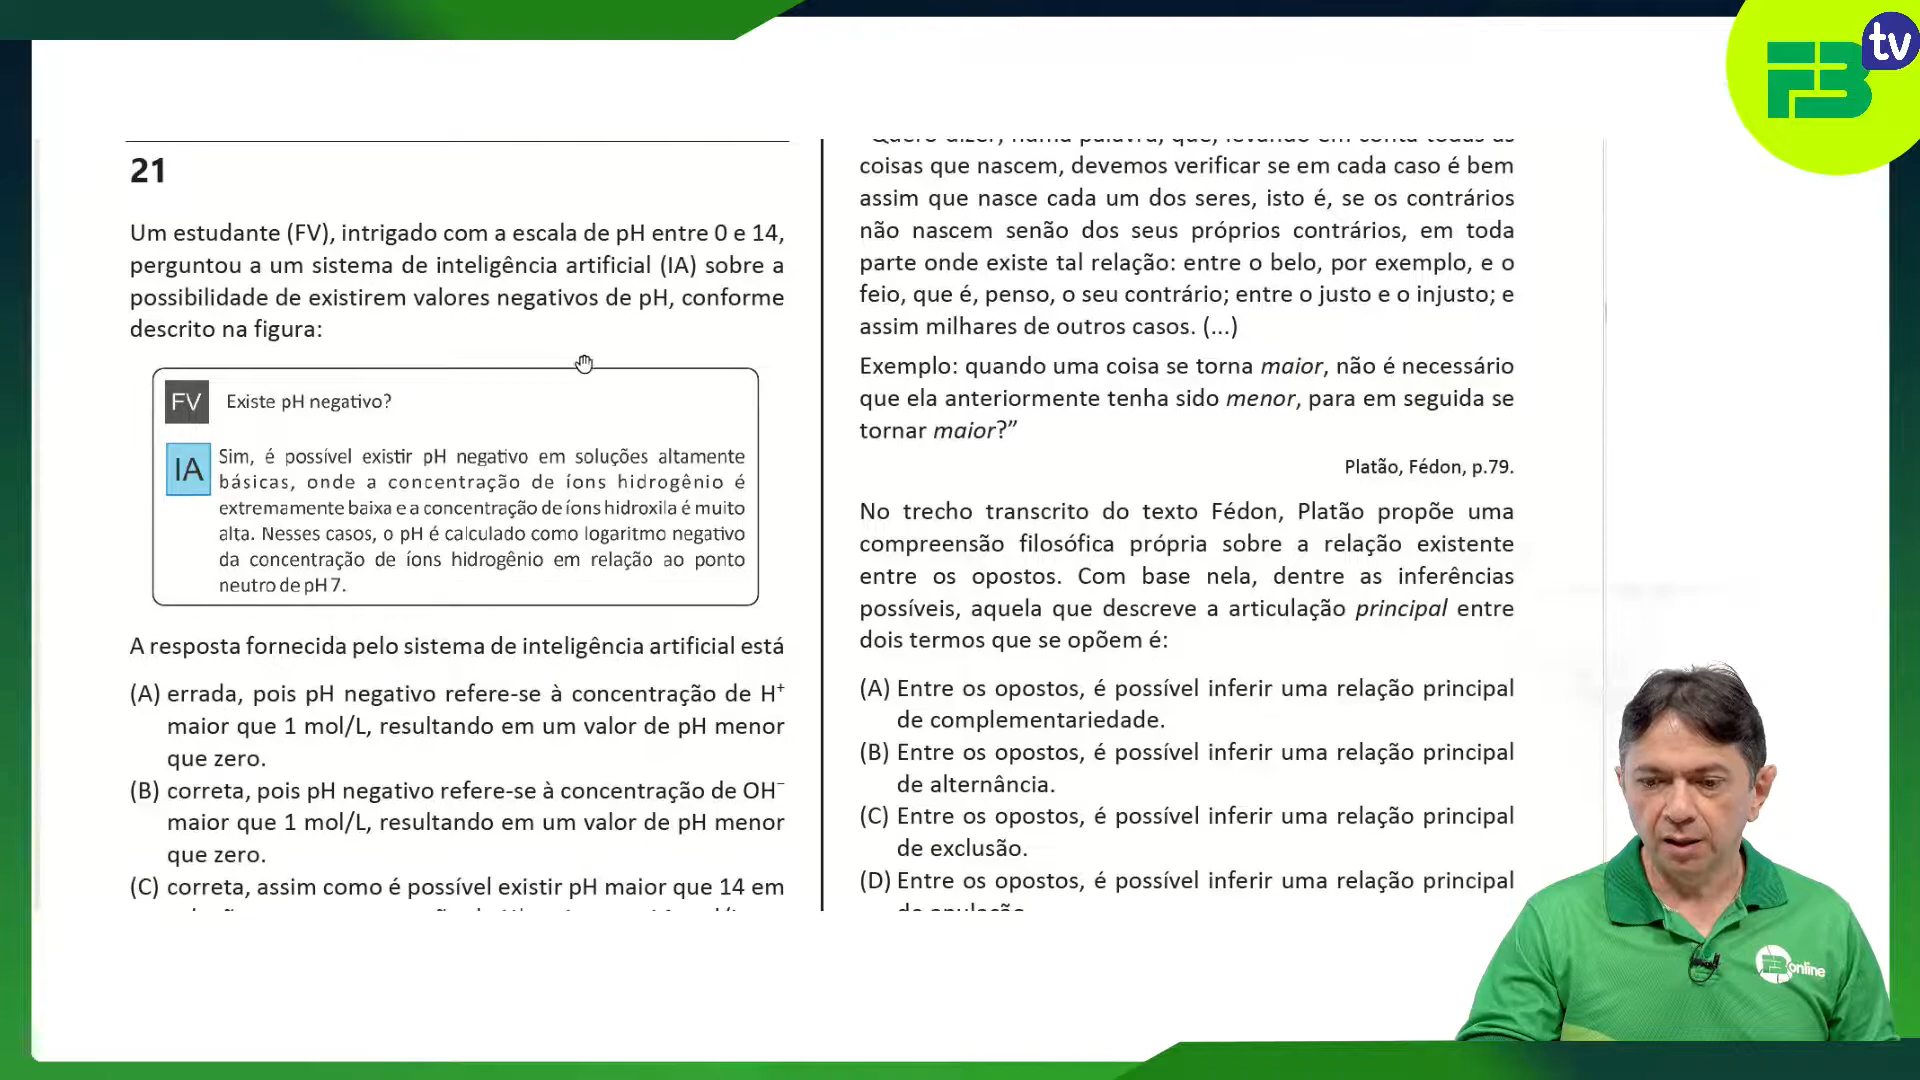 21
Um estudante (FV), intrigado com a escala de pH entre 0 e 14,
perguntou a um sistema de inteligência artificial (IA) sobre a
possibilidade de existirem valores negativos de pH, conforme
descrito na figura:
FV Existe pH negativo?
IA Sim, é possível existir pH negativo em soluções altamente
básicas, onde a concentração de íons hidrogênio é
extremamente baixa e a concentração de íons hidroxila é muito
alta. Nesses casos, o pH é calculado como logaritmo negativo
da concentração de íons hidrogênio em relação ao ponto
neutro de pH 7.
A resposta fornecida pelo sistema de inteligência artificial está
(A) errada, pois pH negativo refere-se à concentração de H⁺
maior que 1 mol/L, resultando em um valor de pH menor
que zero.
(B) correta, pois pH negativo refere-se à concentração de OH⁻
maior que 1 mol/L, resultando em um valor de pH menor
que zero.
(C) correta, assim como é possível existir pH maior que 14 em
Quero dizer, numa palavra, que, levando em conta todas as
coisas que nascem, devemos verificar se em cada caso é bem
assim que nasce cada um dos seres, isto é, se os contrários
não nascem senão dos seus próprios contrários, em toda
parte onde existe tal relação: entre o belo, por exemplo, e o
feio, que é, penso, o seu contrário; entre o justo e o injusto; e
assim milhares de outros casos. (...)
Exemplo: quando uma coisa se torna maior, não é necessário
que ela anteriormente tenha sido menor, para em seguida se
tornar maior?”
Platão, Fédon, p.79.
No trecho transcrito do texto Fédon, Platão propõe uma
compreensão filosófica própria sobre a relação existente
entre os opostos. Com base nela, dentre as inferências
possíveis, aquela que descreve a articulação principal entre
dois termos que se opõem é:
(A) Entre os opostos, é possível inferir uma relação principal
de complementariedade.
(B) Entre os opostos, é possível inferir uma relação principal
de alternância.
(C) Entre os opostos, é possível inferir uma relação principal
de exclusão.
(D) Entre os opostos, é possível inferir uma relação principal
FB tv
FB online